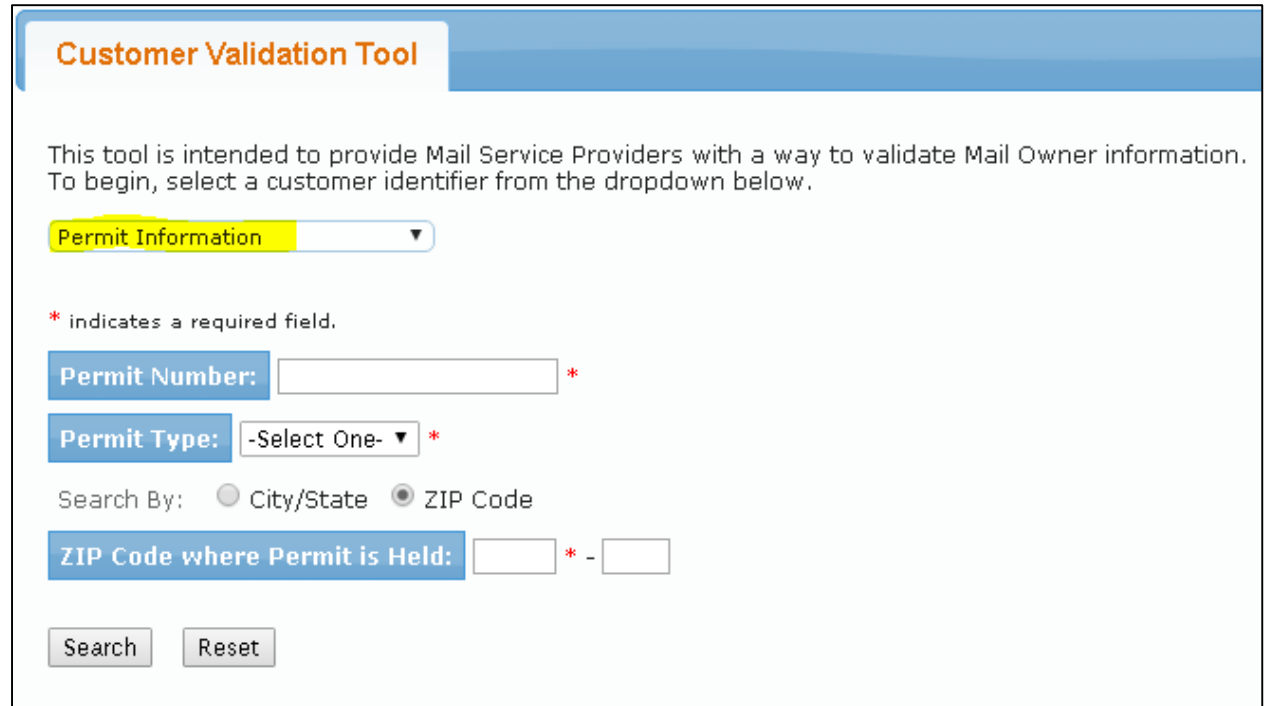 Customer Validation Tool
This tool is intended to provide Mail Service Providers with a way to validate Mail Owner information.
To begin, select a customer identifier from the dropdown below.
Permit Information ▼
* indicates a required field.
Permit Number: *
Permit Type: -Select One- ▼ *
Search By: City/State ZIP Code
ZIP Code where Permit is Held: * -
Search Reset